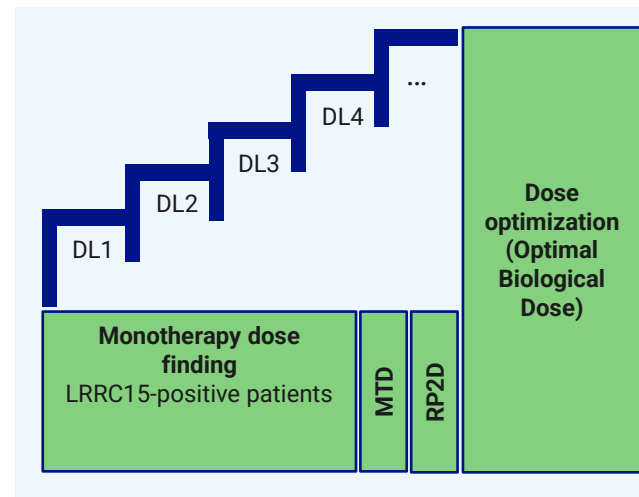 DL1
DL2
DL3
DL4
...
Monotherapy dose
finding
LRRC15-positive patients
MTD
RP2D
Dose
optimization
(Optimal
Biological
Dose)